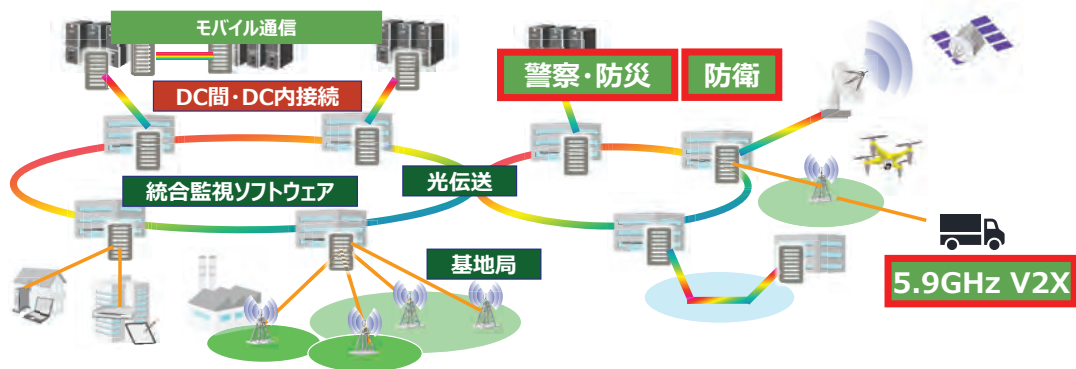 モバイル通信
警察・防災
防衛
DC間・DC内接続
統合監視ソフトウェア
光伝送
基地局
5.9GHz V2X